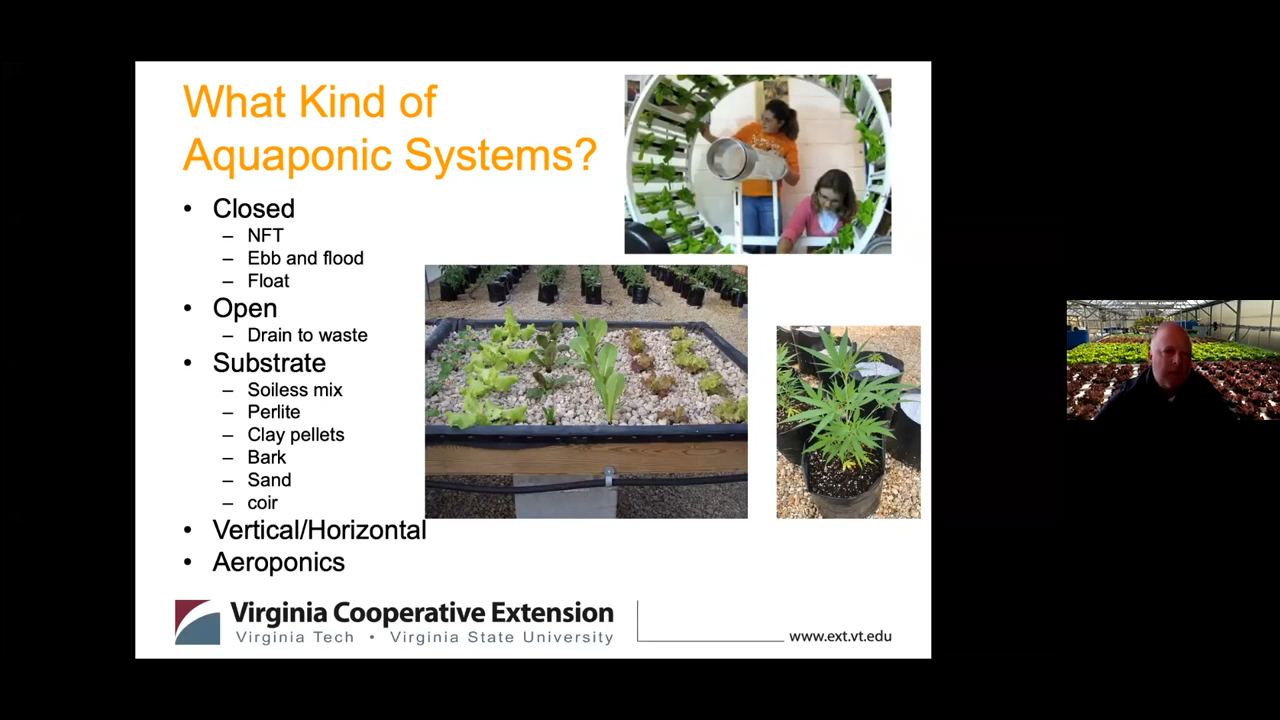 What Kind of
Aquaponic Systems?
• Closed
– NFT
– Ebb and flood
– Float
• Open
– Drain to waste
• Substrate
– Soiless mix
– Perlite
– Clay pellets
– Bark
– Sand
– coir
• Vertical/Horizontal
• Aeroponics
Virginia Cooperative Extension
Virginia Tech • Virginia State University
www.ext.vt.edu